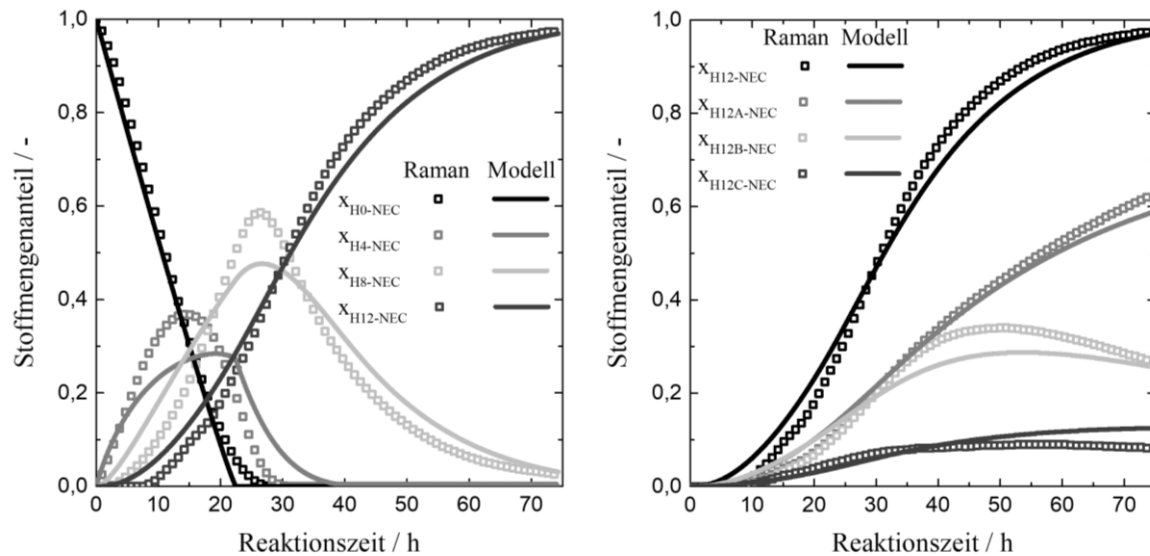 1,0
0,8
0,6
0,4
0,2
0,0
Stoffmengenanteil / -
Raman Modell
xH0-NEC
xH4-NEC
xH8-NEC
xH12-NEC
0 10 20 30 40 50 60 70
Reaktionszeit / h
1,0
0,8
0,6
0,4
0,2
0,0
Stoffmengenanteil / -
Raman Modell
xH12-NEC
xH12A-NEC
xH12B-NEC
xH12C-NEC
0 10 20 30 40 50 60 70
Reaktionszeit / h